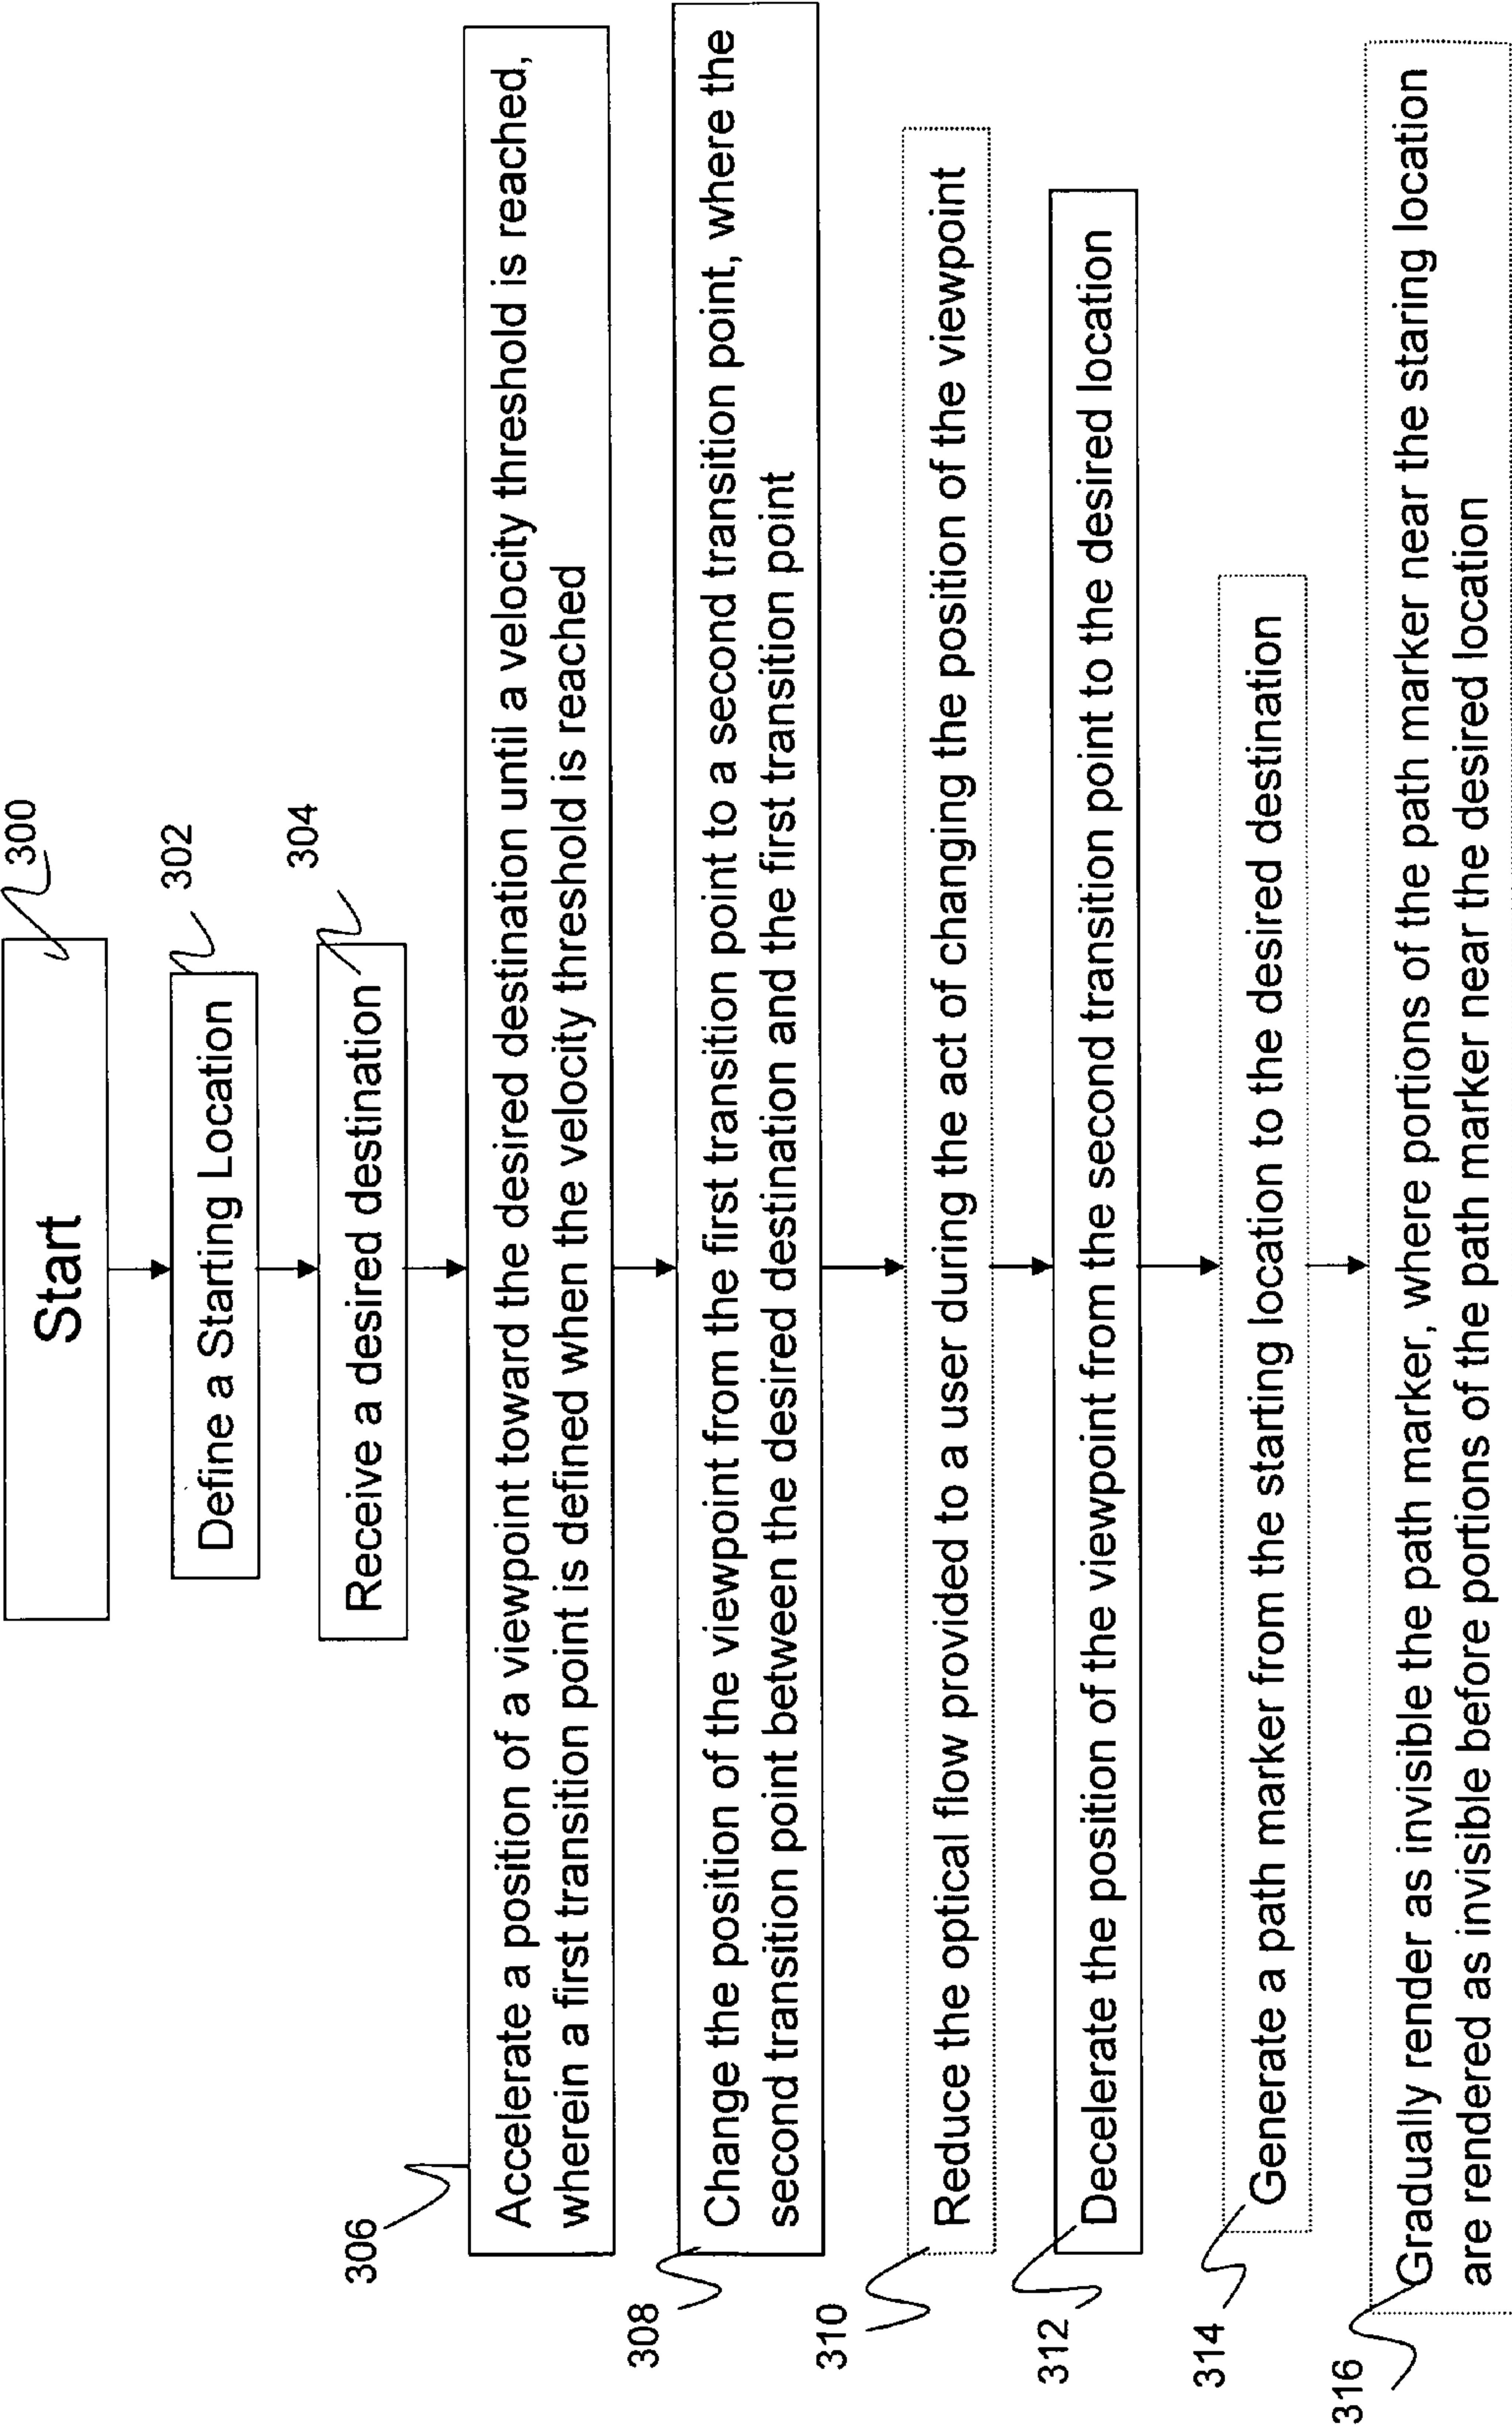 Start
300
Define a Starting Location
302
Receive a desired destination
304
Accelerate a position of a viewpoint toward the desired destination until a velocity threshold is reached,
wherein a first transition point is defined when the velocity threshold is reached
306
Change the position of the viewpoint from the first transition point to a second transition point, where the
second transition point between the desired destination and the first transition point
308
Reduce the optical flow provided to a user during the act of changing the position of the viewpoint
310
Decelerate the position of the viewpoint from the second transition point to the desired location
312
Generate a path marker from the starting location to the desired destination
314
Gradually render as invisible the path marker, where portions of the path marker near the staring location
are rendered as invisible before portions of the path marker near the desired location
316